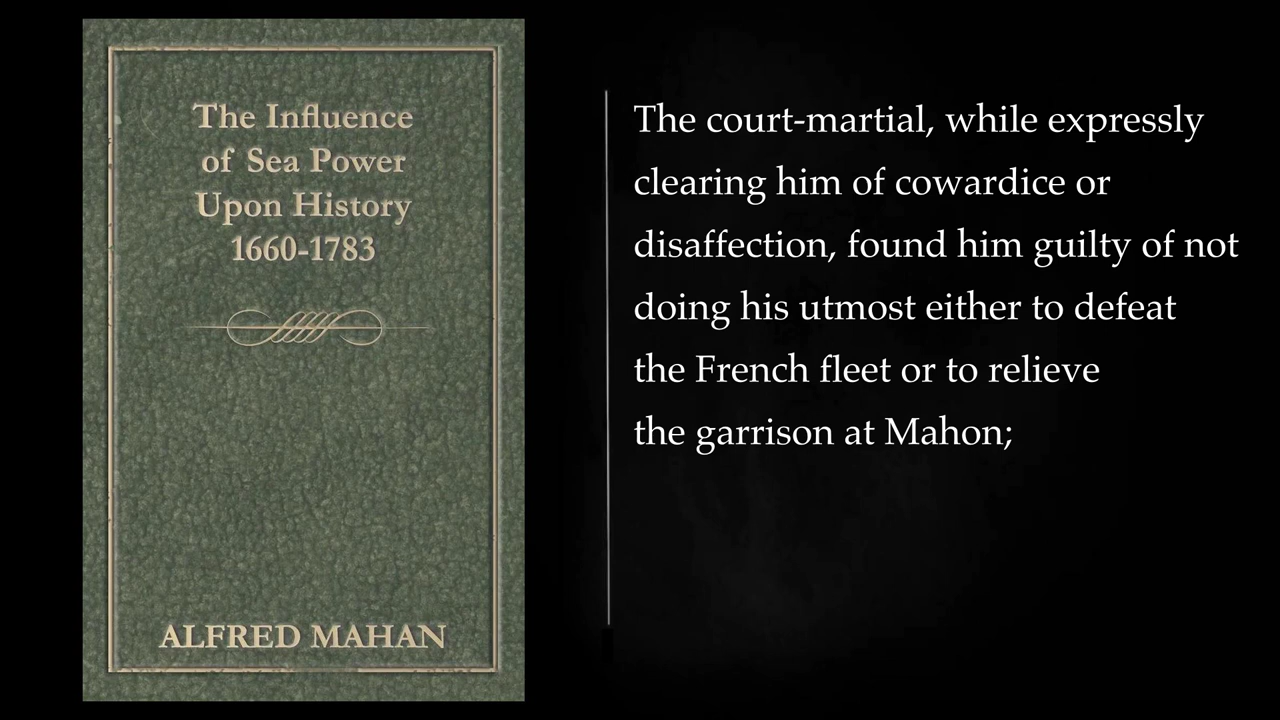 The Influence
of Sea Power
Upon History
1660-1783
ALFRED MAHAN
The court-martial, while expressly
clearing him of cowardice or
disaffection, found him guilty of not
doing his utmost either to defeat
the French fleet or to relieve
the garrison at Mahon;